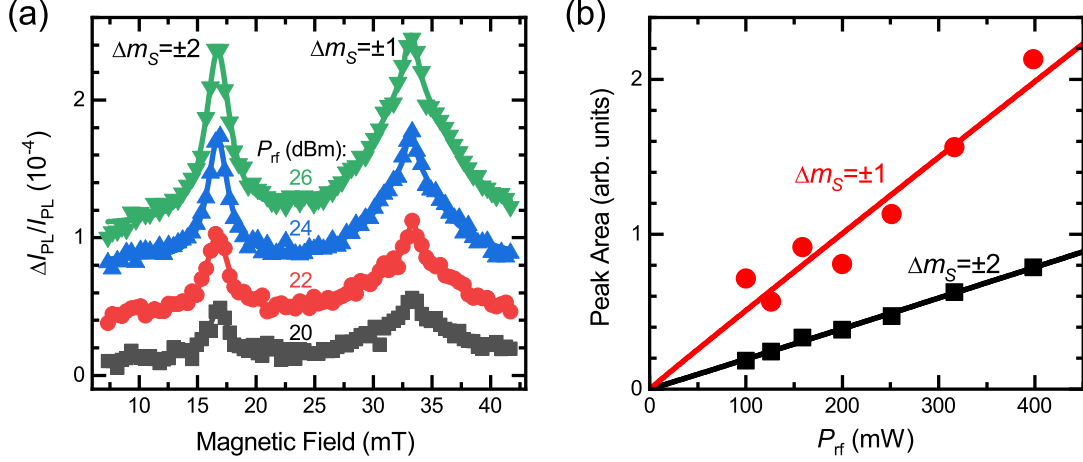 (a)
Δm_S=±2
Δm_S=±1
P_rf (dBm):
26
24
22
20
2
1
0
ΔI_PL/I_PL (10^-4)
10 15 20 25 30 35 40
Magnetic Field (mT)
(b)
2
1
0
Peak Area (arb. units)
Δm_S=±1
Δm_S=±2
0 100 200 300 400
P_rf (mW)